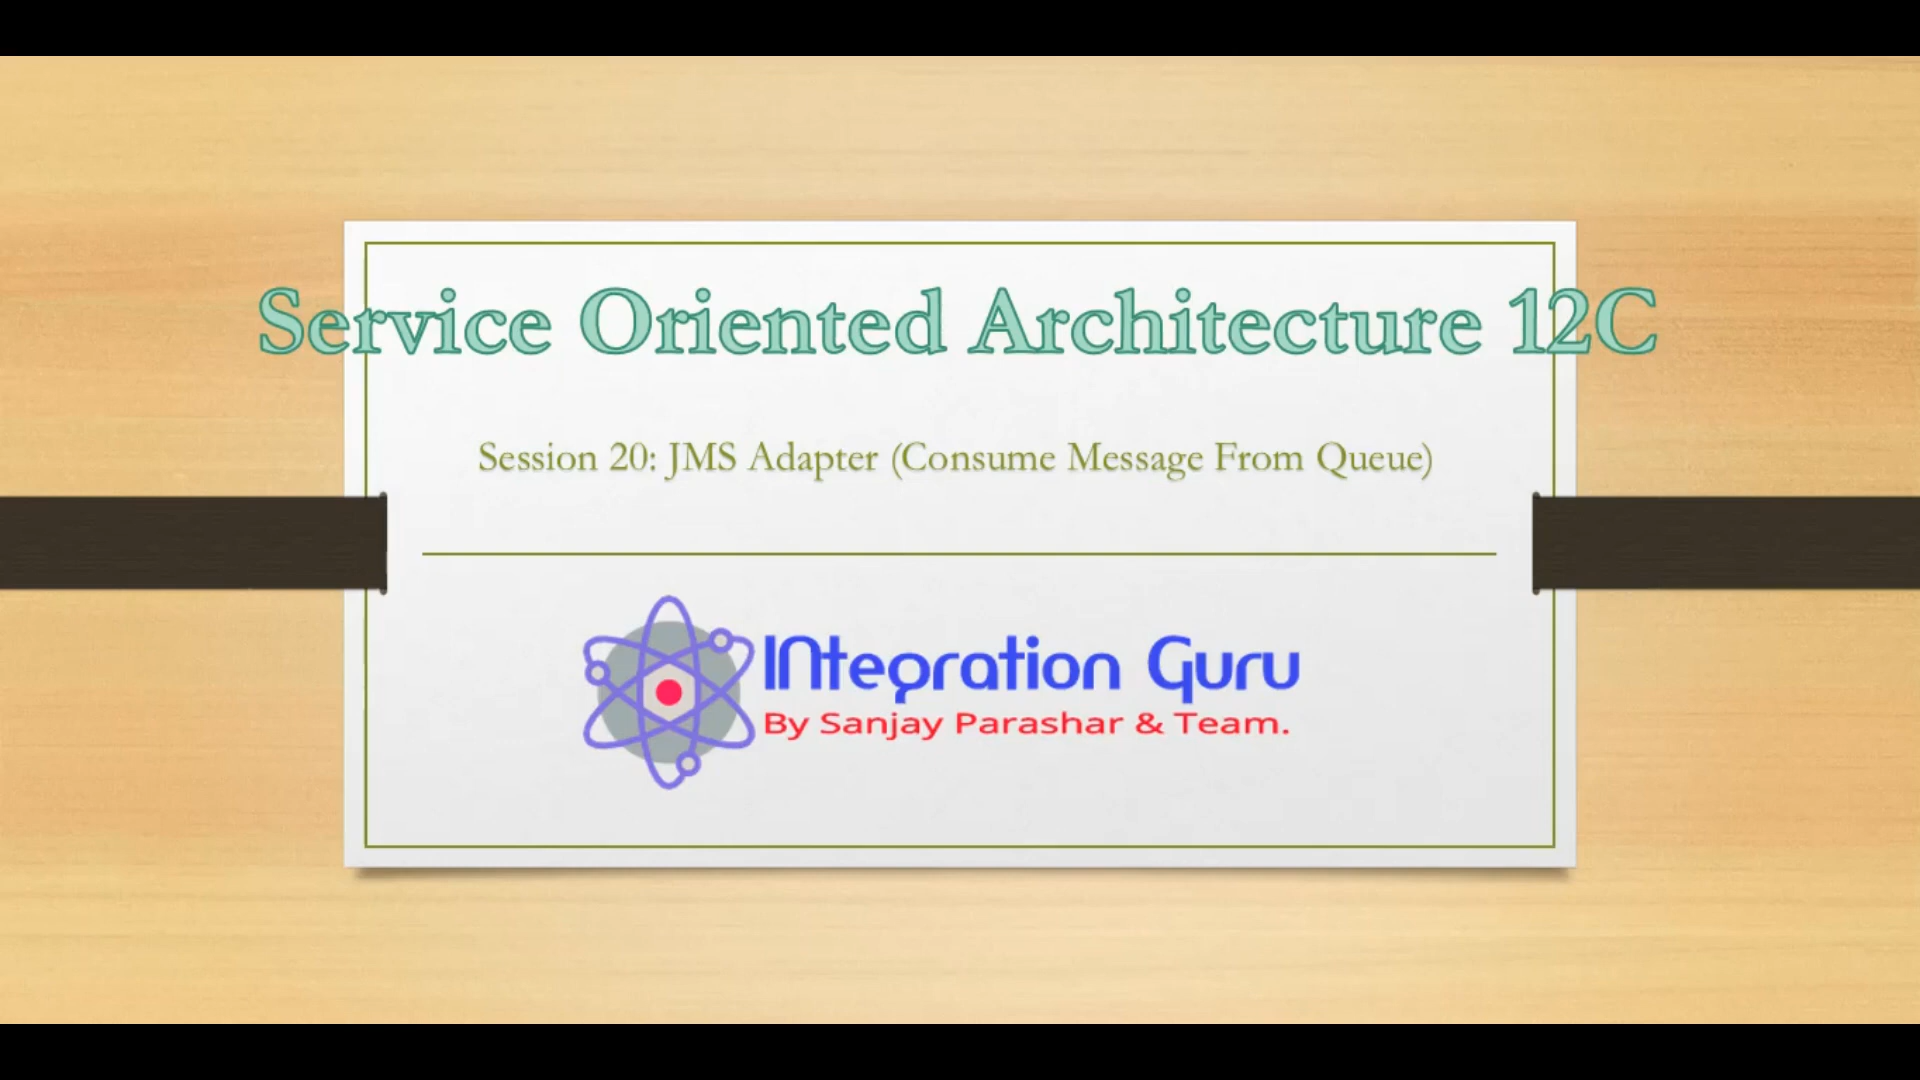 Service Oriented Architecture 12C
Session 20: JMS Adapter (Consume Message From Queue)
INtegration Guru
By Sanjay Parashar & Team.